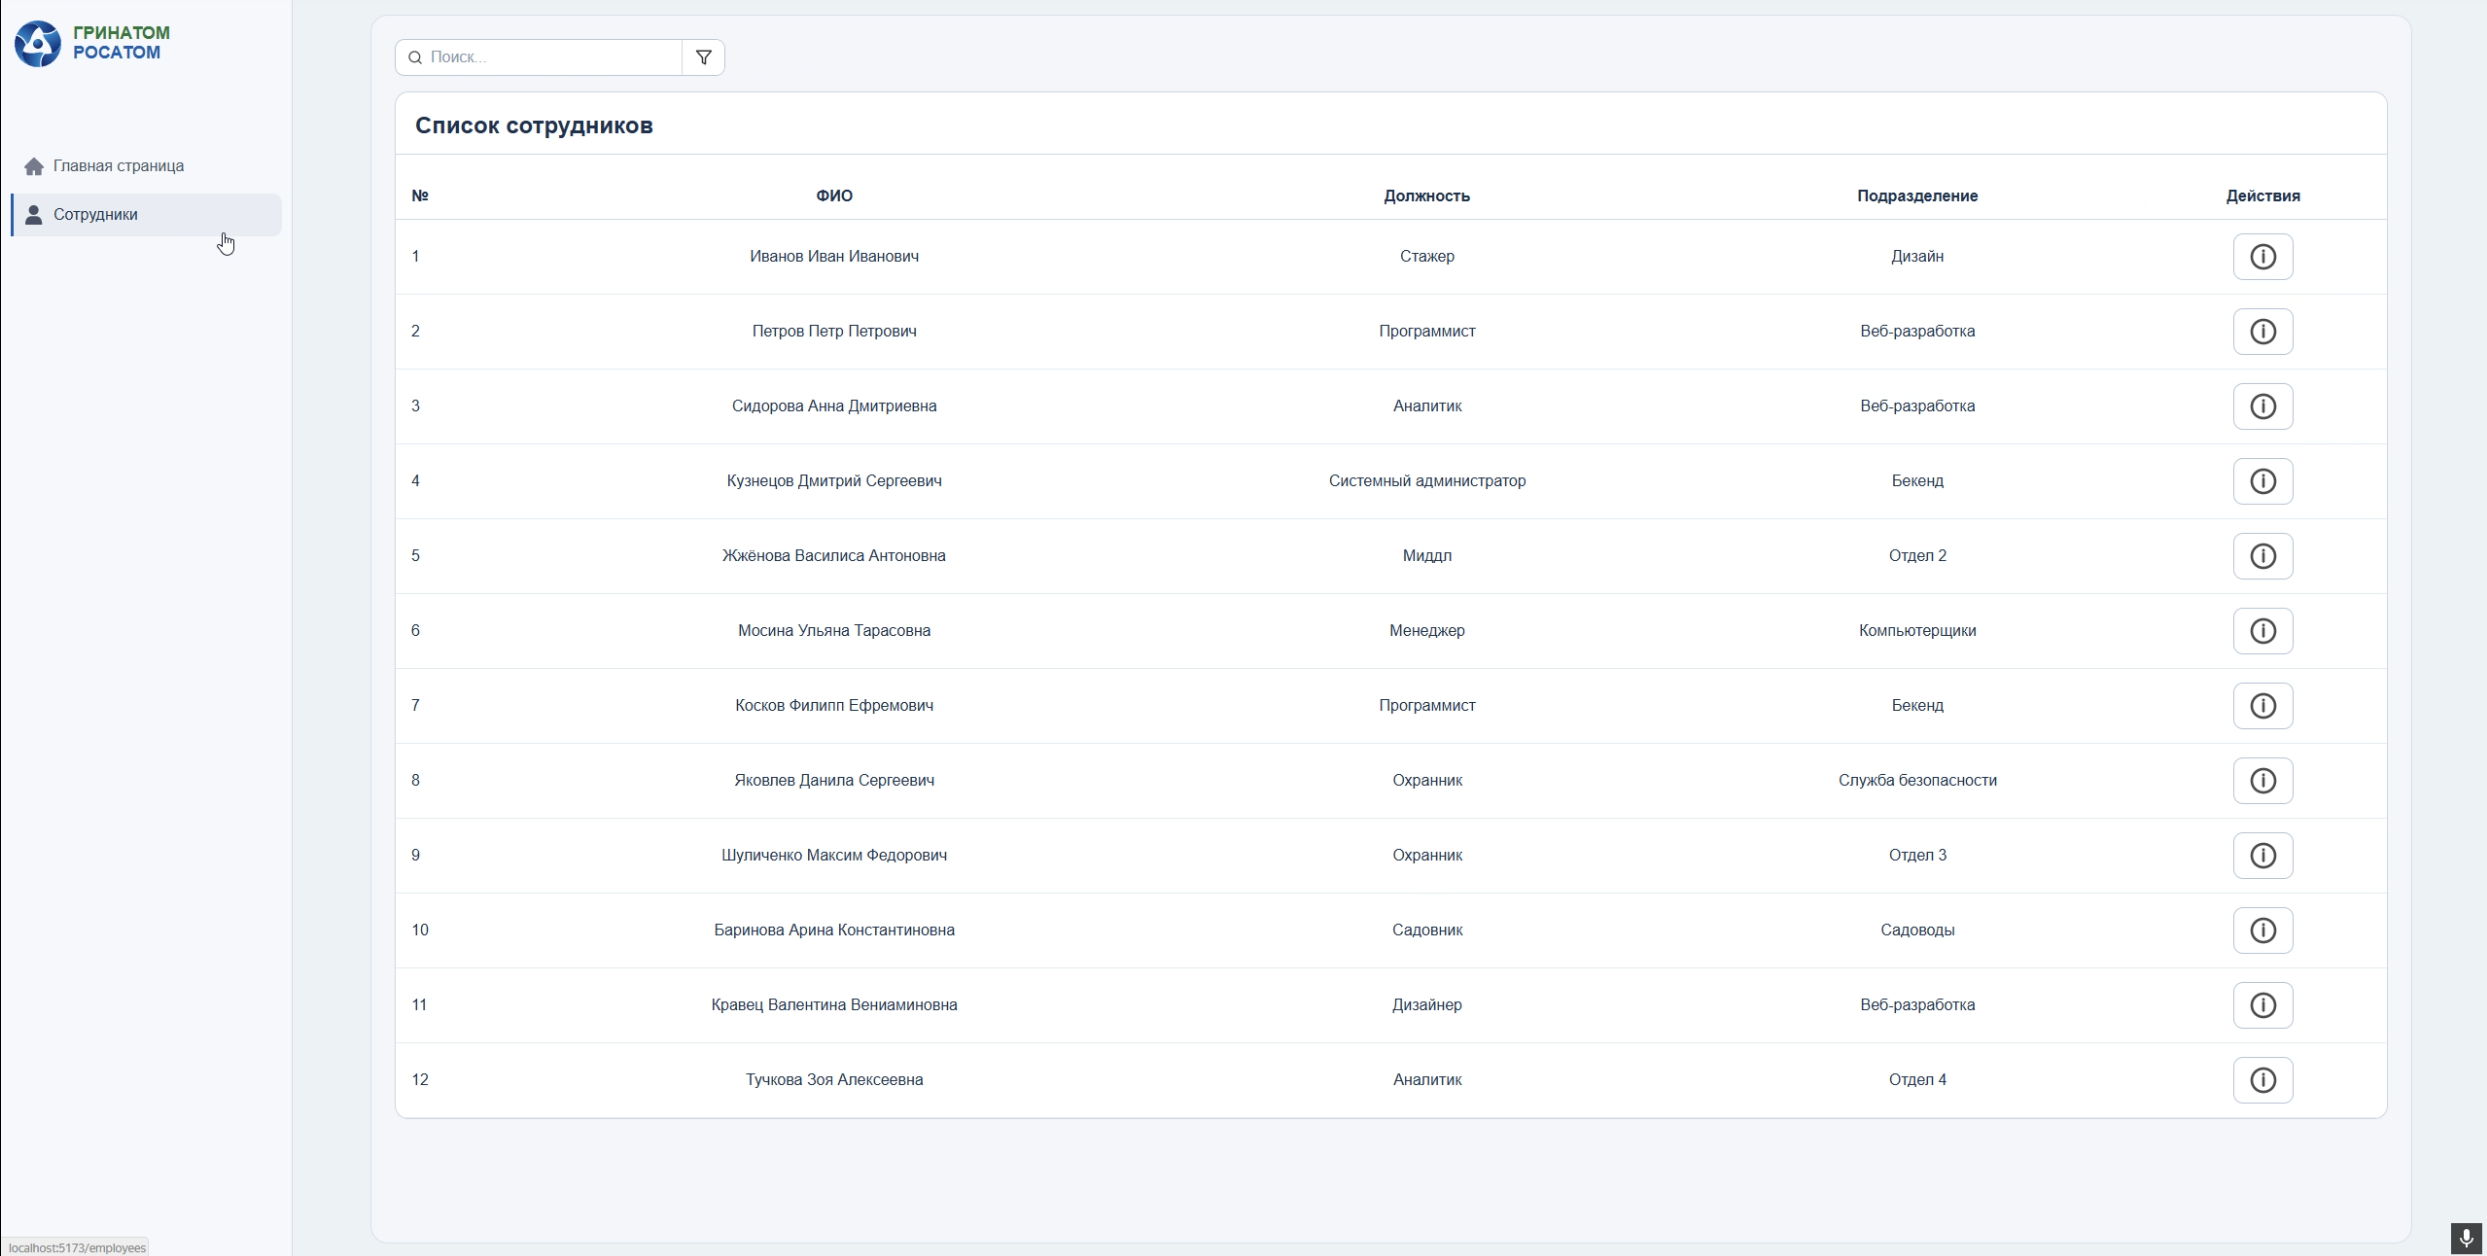 ГРИНАТОМ
РОСАТОМ
Главная страница
Сотрудники
Поиск...
Список сотрудников
№ ФИО Должность Подразделение Действия
1 Иванов Иван Иванович Стажер Дизайн
2 Петров Петр Петрович Программист Веб-разработка
3 Сидорова Анна Дмитриевна Аналитик Веб-разработка
4 Кузнецов Дмитрий Сергеевич Системный администратор Бекенд
5 Жжёнова Василиса Антоновна Миддл Отдел 2
6 Мосина Ульяна Тарасовна Менеджер Компьютерщики
7 Косков Филипп Ефремович Программист Бекенд
8 Яковлев Данила Сергеевич Охранник Служба безопасности
9 Шуличенко Максим Федорович Охранник Отдел 3
10 Баринова Арина Константиновна Садовник Садоводы
11 Кравец Валентина Вениаминовна Дизайнер Веб-разработка
12 Тучкова Зоя Алексеевна Аналитик Отдел 4
localhost:5173/employees